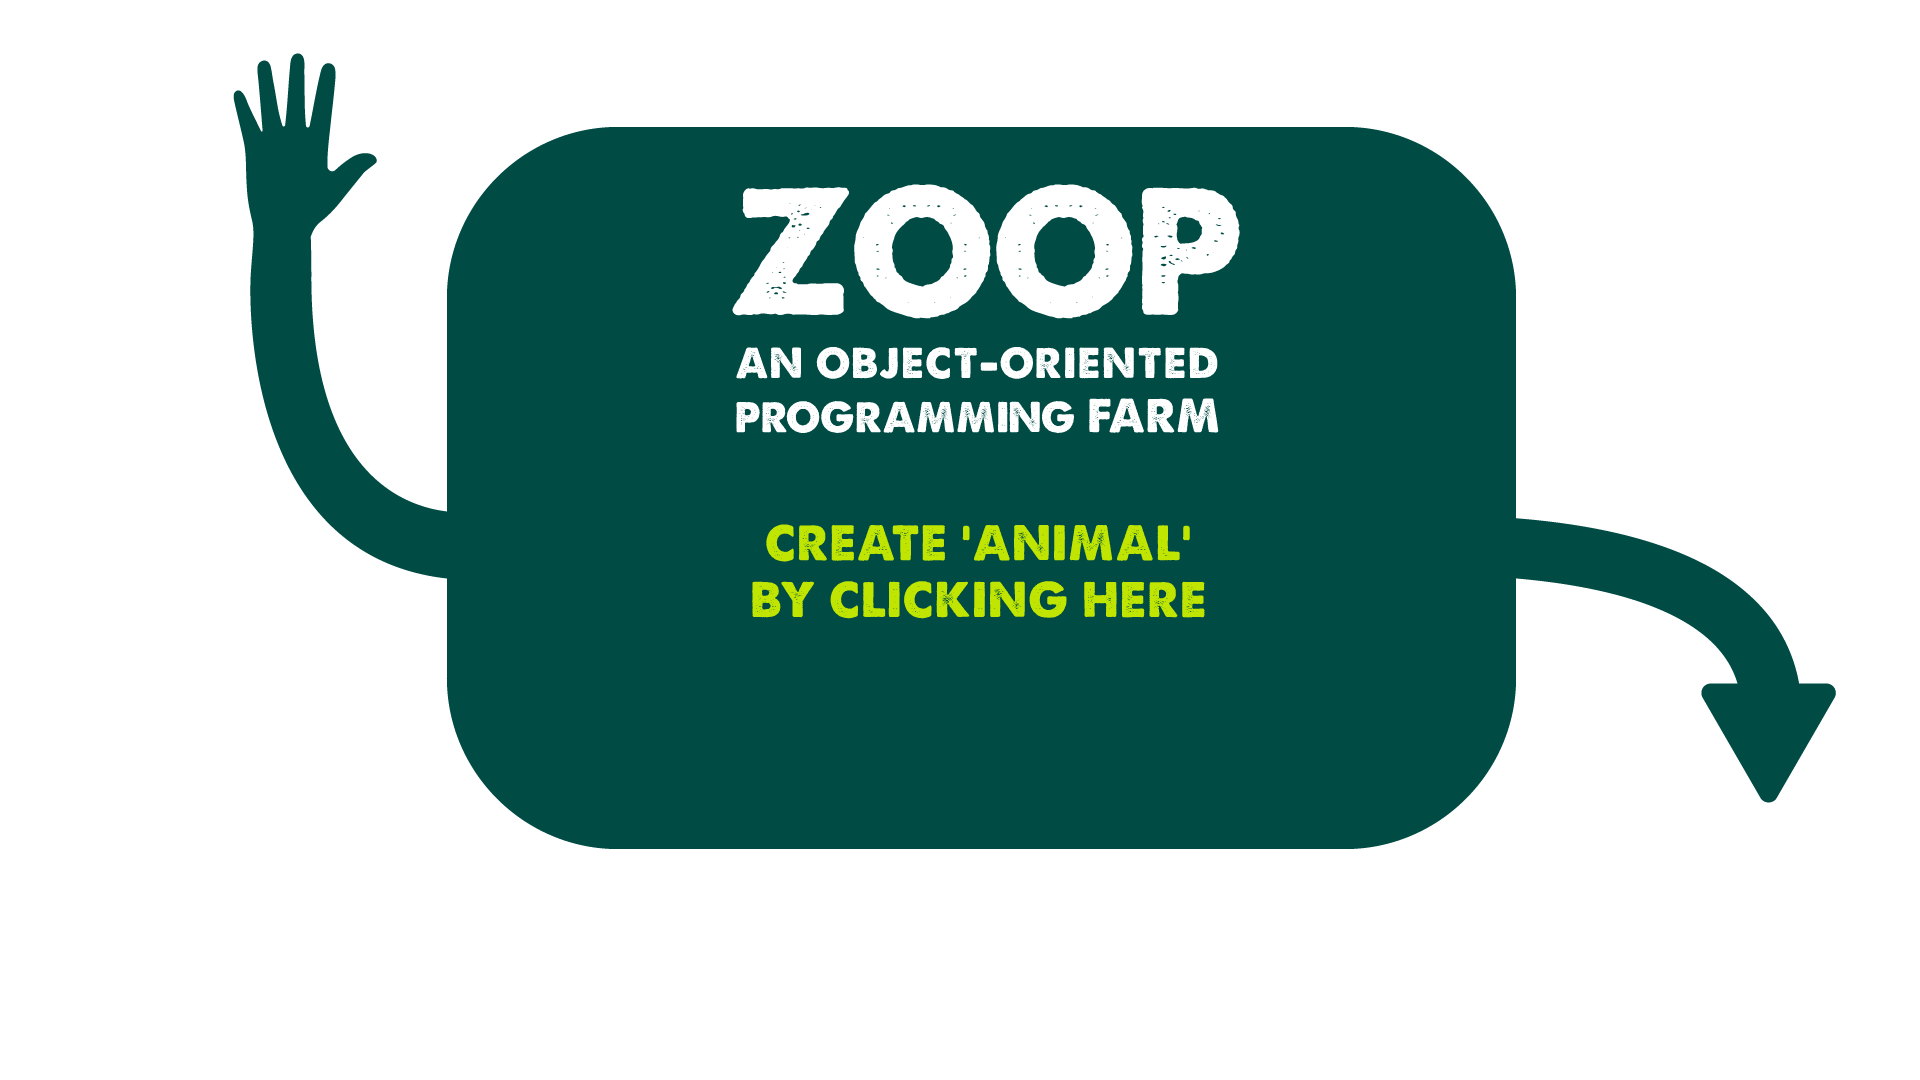 ZOOP
AN OBJECT-ORIENTED
PROGRAMMING FARM
CREATE 'ANIMAL'
BY CLICKING HERE